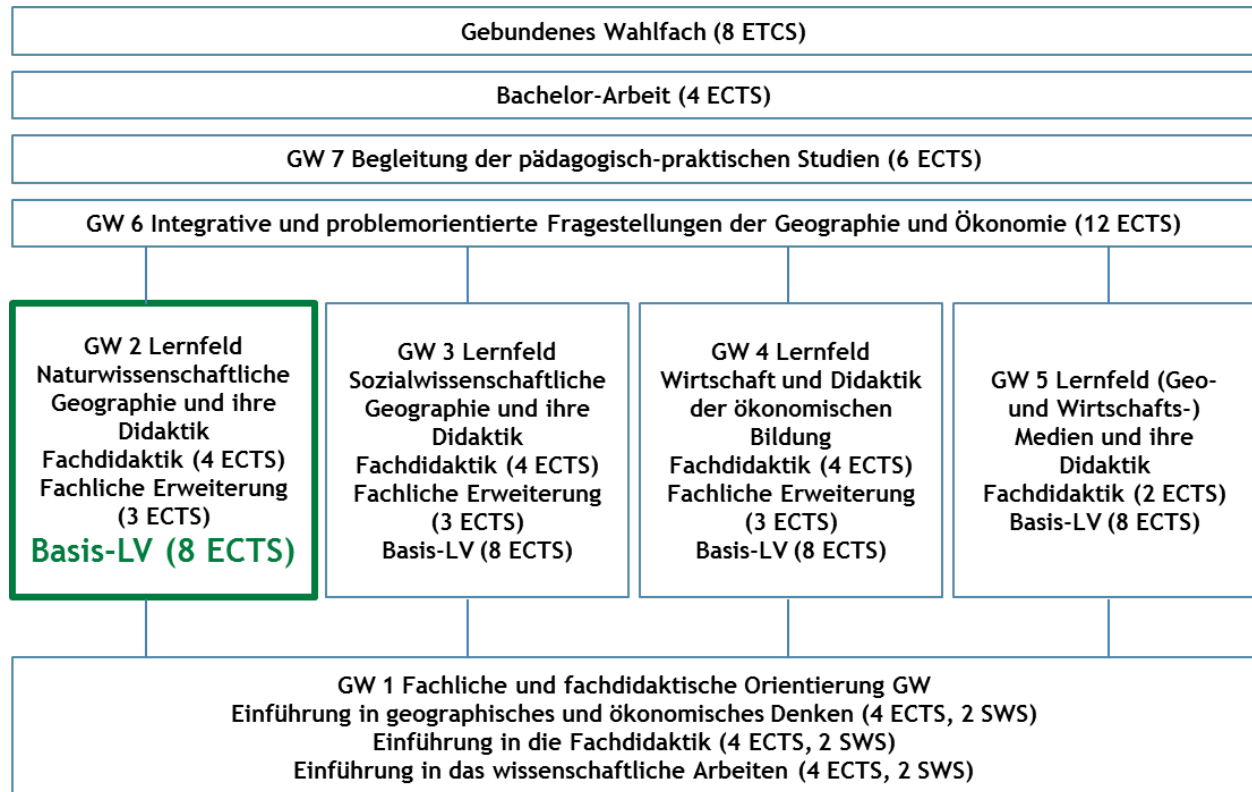 Gebundenes Wahlfach (8 ETCS)
Bachelor-Arbeit (4 ECTS)
GW 7 Begleitung der pädagogisch-praktischen Studien (6 ECTS)
GW 6 Integrative und problemorientierte Fragestellungen der Geographie und Ökonomie (12 ECTS)
GW 2 Lernfeld
Naturwissenschaftliche
Geographie und ihre
Didaktik
Fachdidaktik (4 ECTS)
Fachliche Erweiterung
(3 ECTS)
Basis-LV (8 ECTS)
GW 3 Lernfeld
Sozialwissenschaftliche
Geographie und ihre
Didaktik
Fachdidaktik (4 ECTS)
Fachliche Erweiterung
(3 ECTS)
Basis-LV (8 ECTS)
GW 4 Lernfeld
Wirtschaft und Didaktik
der ökonomischen
Bildung
Fachdidaktik (4 ECTS)
Fachliche Erweiterung
(3 ECTS)
Basis-LV (8 ECTS)
GW 5 Lernfeld (Geo-
und Wirtschafts-)
Medien und ihre
Didaktik
Fachdidaktik (2 ECTS)
Basis-LV (8 ECTS)
GW 1 Fachliche und fachdidaktische Orientierung GW
Einführung in geographisches und ökonomisches Denken (4 ECTS, 2 SWS)
Einführung in die Fachdidaktik (4 ECTS, 2 SWS)
Einführung in das wissenschaftliche Arbeiten (4 ECTS, 2 SWS)